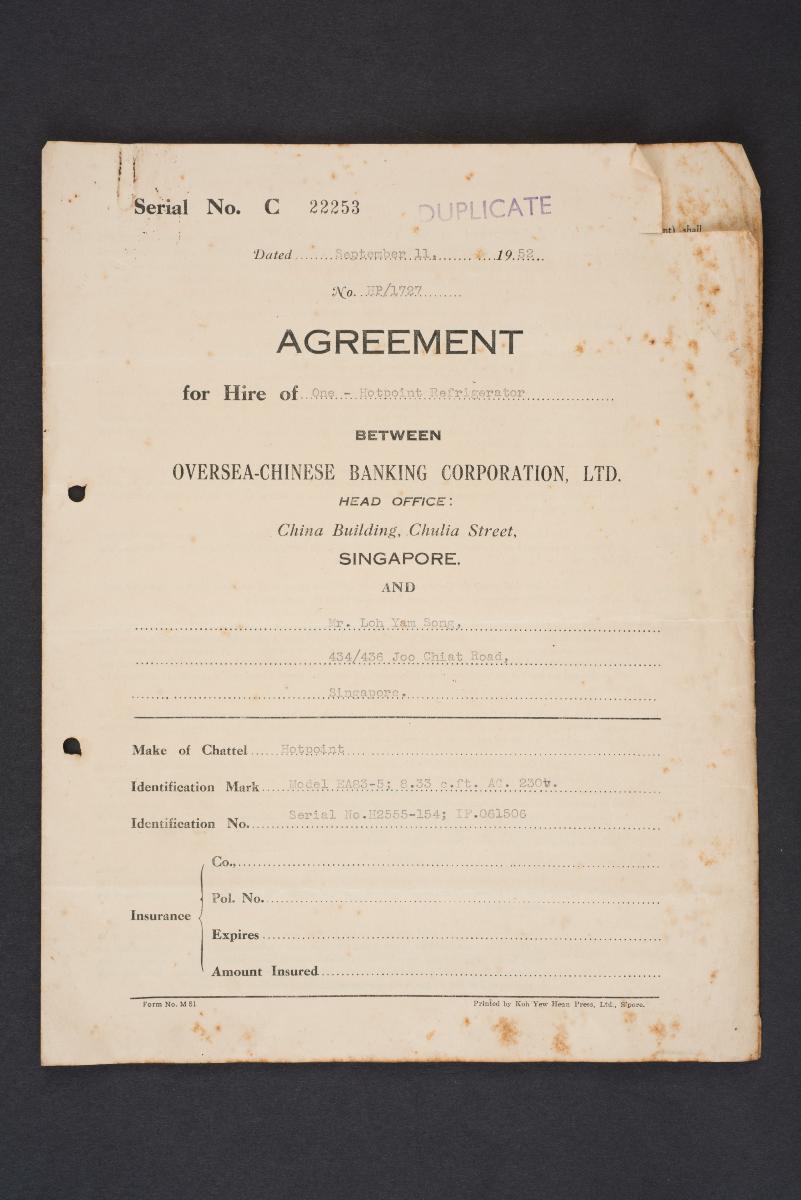 Serial No. C 22253 DUPLICATE
nt) shall
Dated September 11. 1952
No. HP/1727
AGREEMENT
for Hire of One - Hotpoint Refrigerator
BETWEEN
OVERSEA-CHINESE BANKING CORPORATION, LTD.
HEAD OFFICE:
China Building, Chulia Street,
SINGAPORE.
AND
Mr. Loh Yam Song,
434/436 Joo Chiat Road,
Singapore.
Make of Chattel Hotpoint
Identification Mark Model EA83-5; 8.33 c.ft. AC. 230v.
Identification No. Serial No.H2555-154; IP.061506
Insurance
Co.,
Pol. No.
Expires
Amount Insured
Form No. M 51 Printed by Koh Yew Hean Press, Ltd., S'pore.